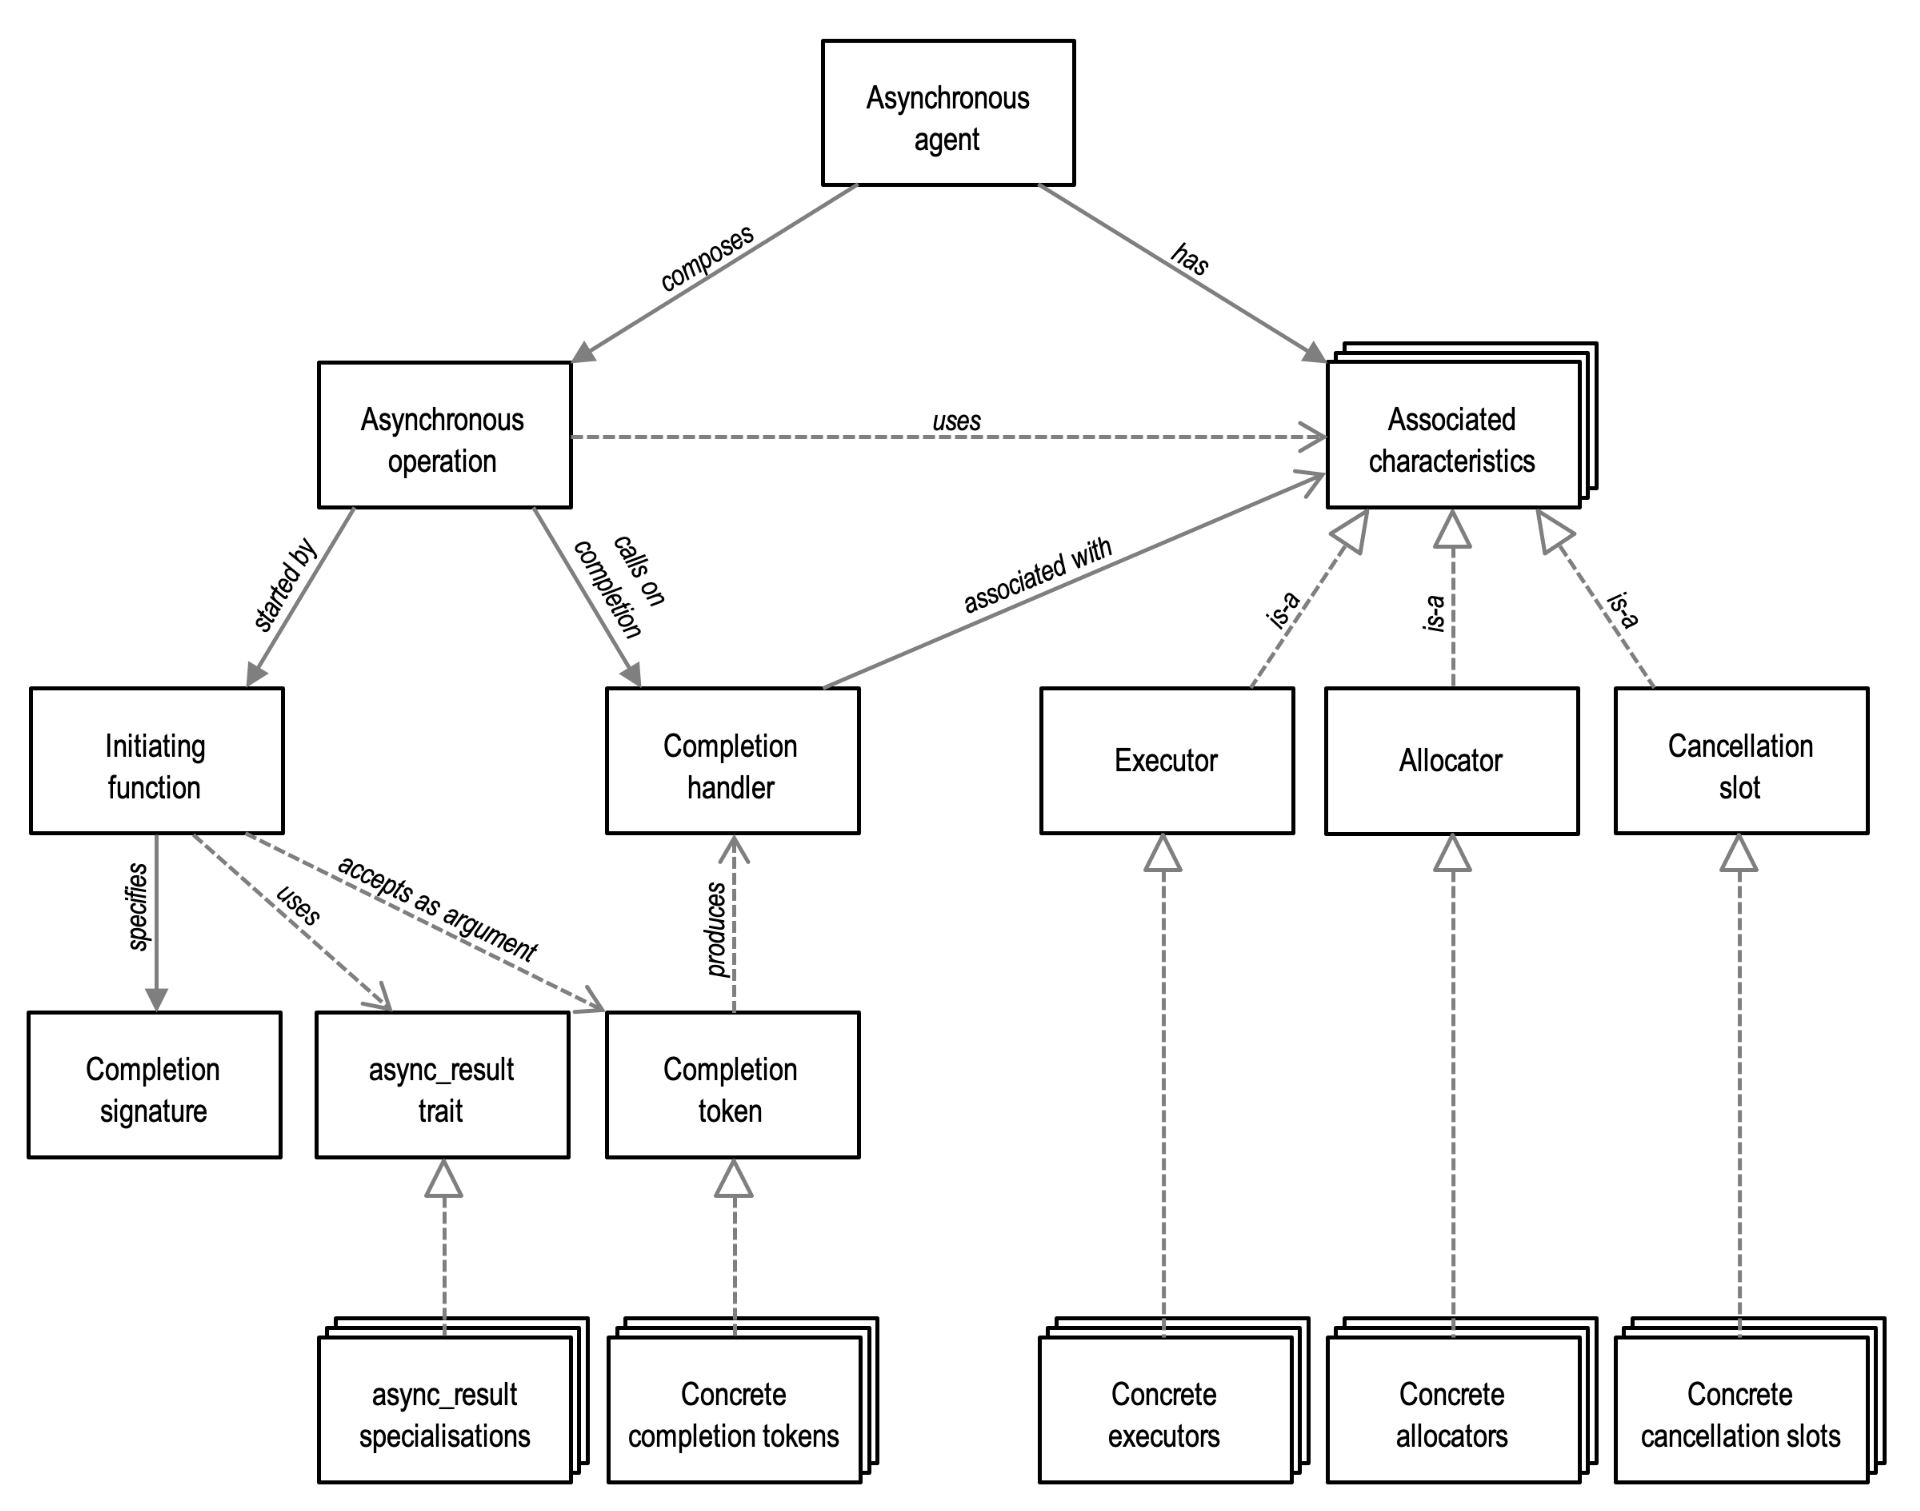 Asynchronous
agent
composes
has
Asynchronous
operation
uses
Associated
characteristics
started by
calls on
completion
associated with
is-a
is-a
is-a
Initiating
function
Completion
handler
Executor
Allocator
Cancellation
slot
specifies
uses
accepts as argument
produces
Completion
signature
async_result
trait
Completion
token
async_result
specialisations
Concrete
completion tokens
Concrete
executors
Concrete
allocators
Concrete
cancellation slots